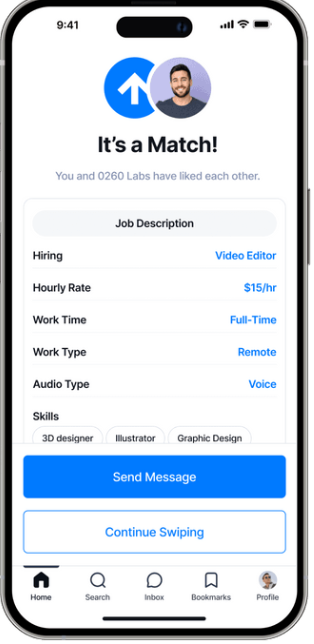 9:41
It's a Match!
You and 0260 Labs have liked each other.
Job Description
Hiring Video Editor
Hourly Rate $15/hr
Work Time Full-Time
Work Type Remote
Audio Type Voice
Skills
3D designer Illustrator Graphic Design
Send Message
Continue Swiping
Home Search Inbox Bookmarks Profile